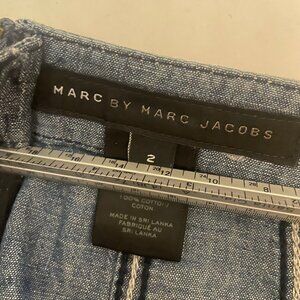 MARC BY MARC JACOBS
2
100% COTTON
COTON
MADE IN SRI LANKA
FABRIQUÉ AU
SRI LANKA